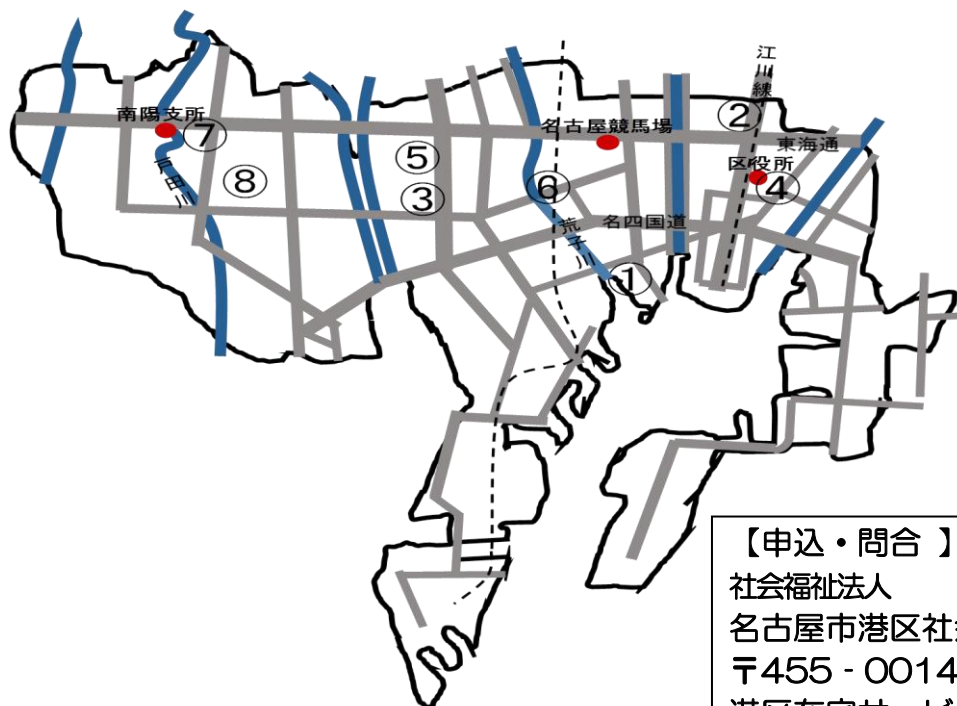 江川線
②
南陽支所
⑦
名古屋競馬場
東海通
⑤
区役所
④
⑧
戸田川
③
⑥
名四国道
荒子川
①
【申込・問合 】
社会福祉法人
名古屋市港区社
〒455‐0014